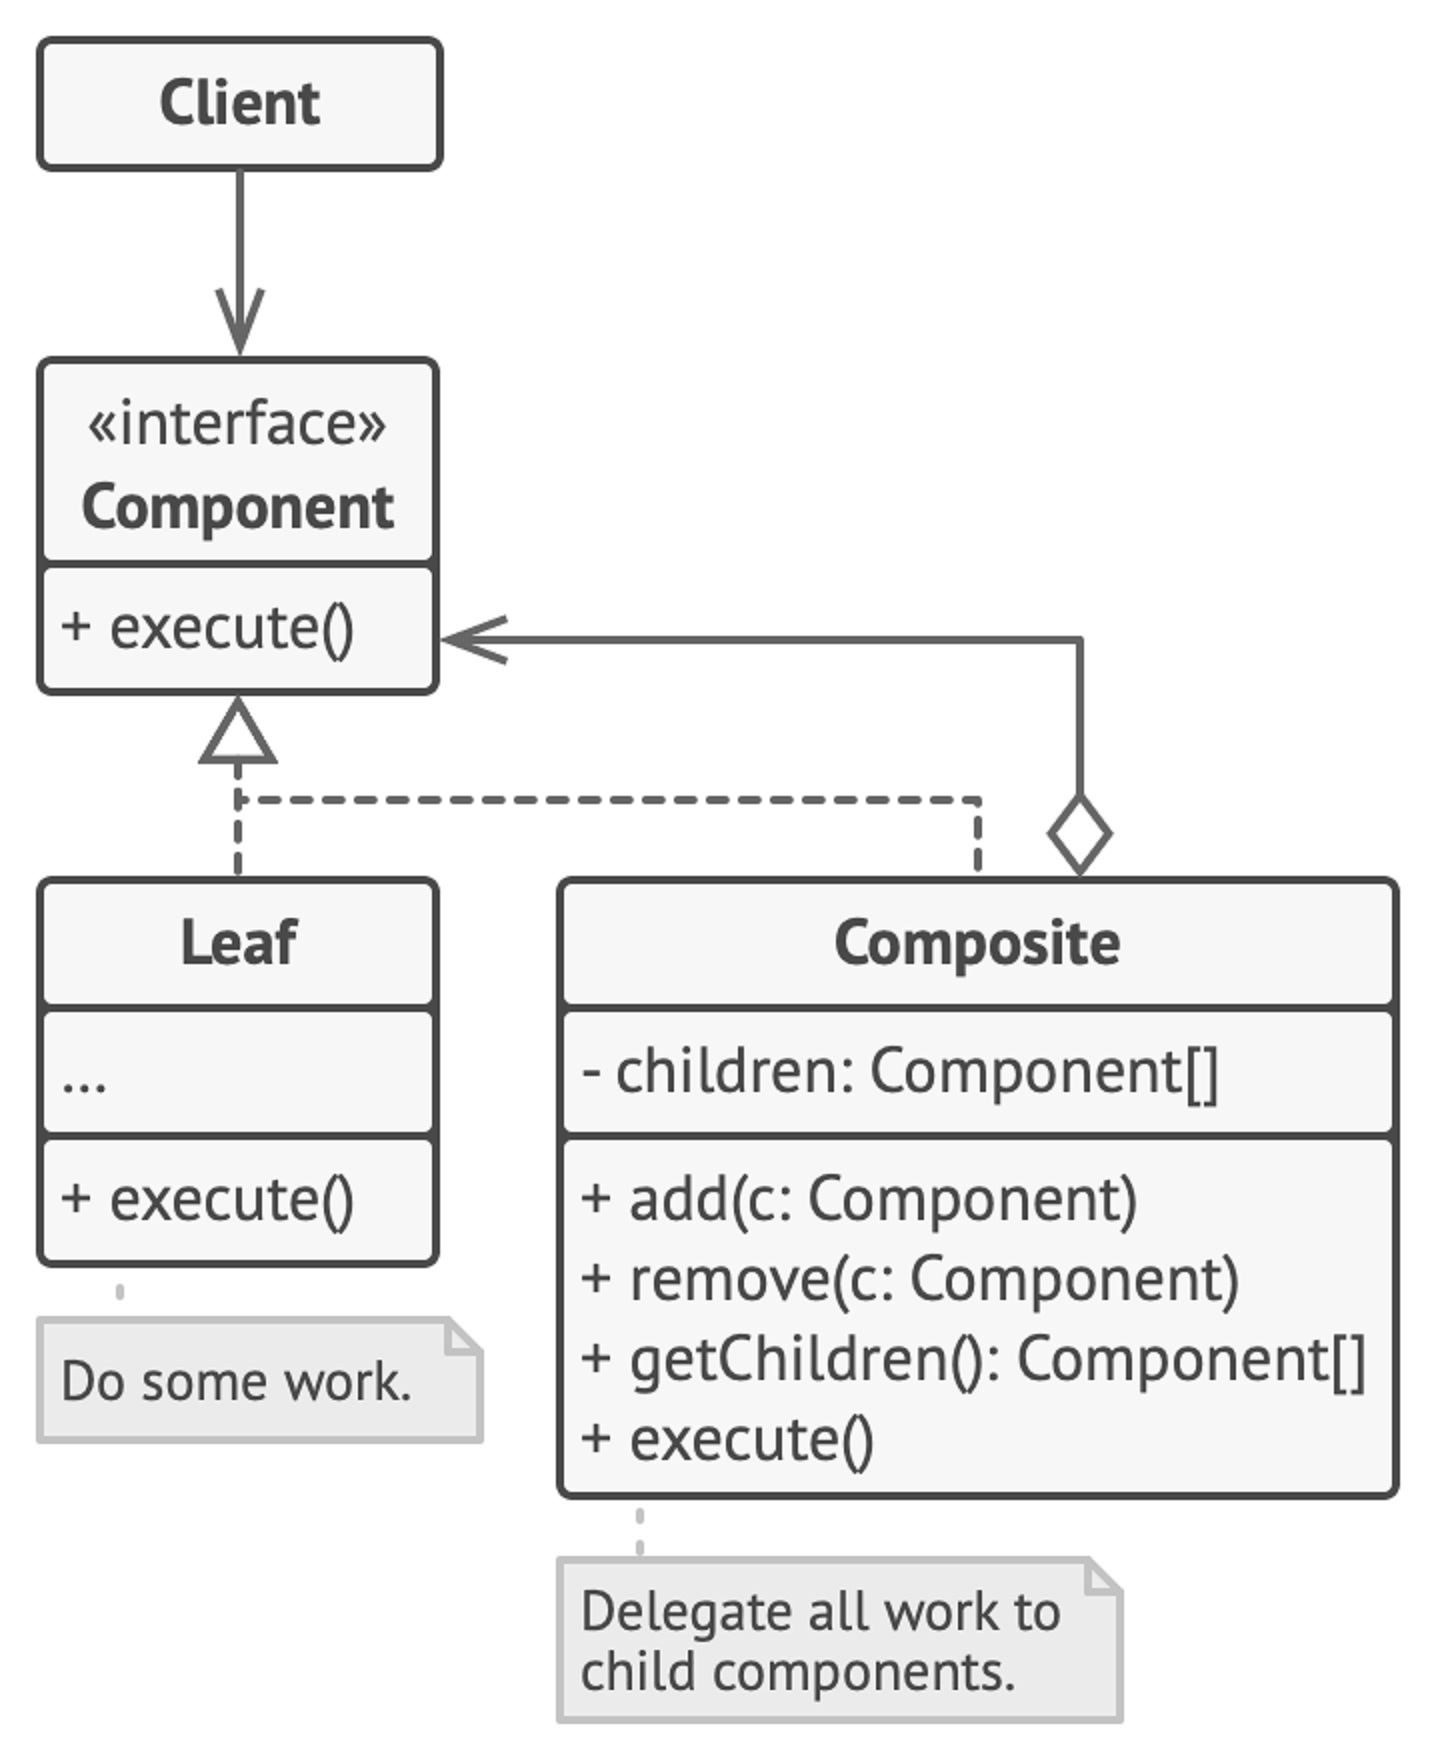 Client
«interface»
Component
+ execute()
Leaf
...
+ execute()
Do some work.
Composite
- children: Component[]
+ add(c: Component)
+ remove(c: Component)
+ getChildren(): Component[]
+ execute()
Delegate all work to
child components.